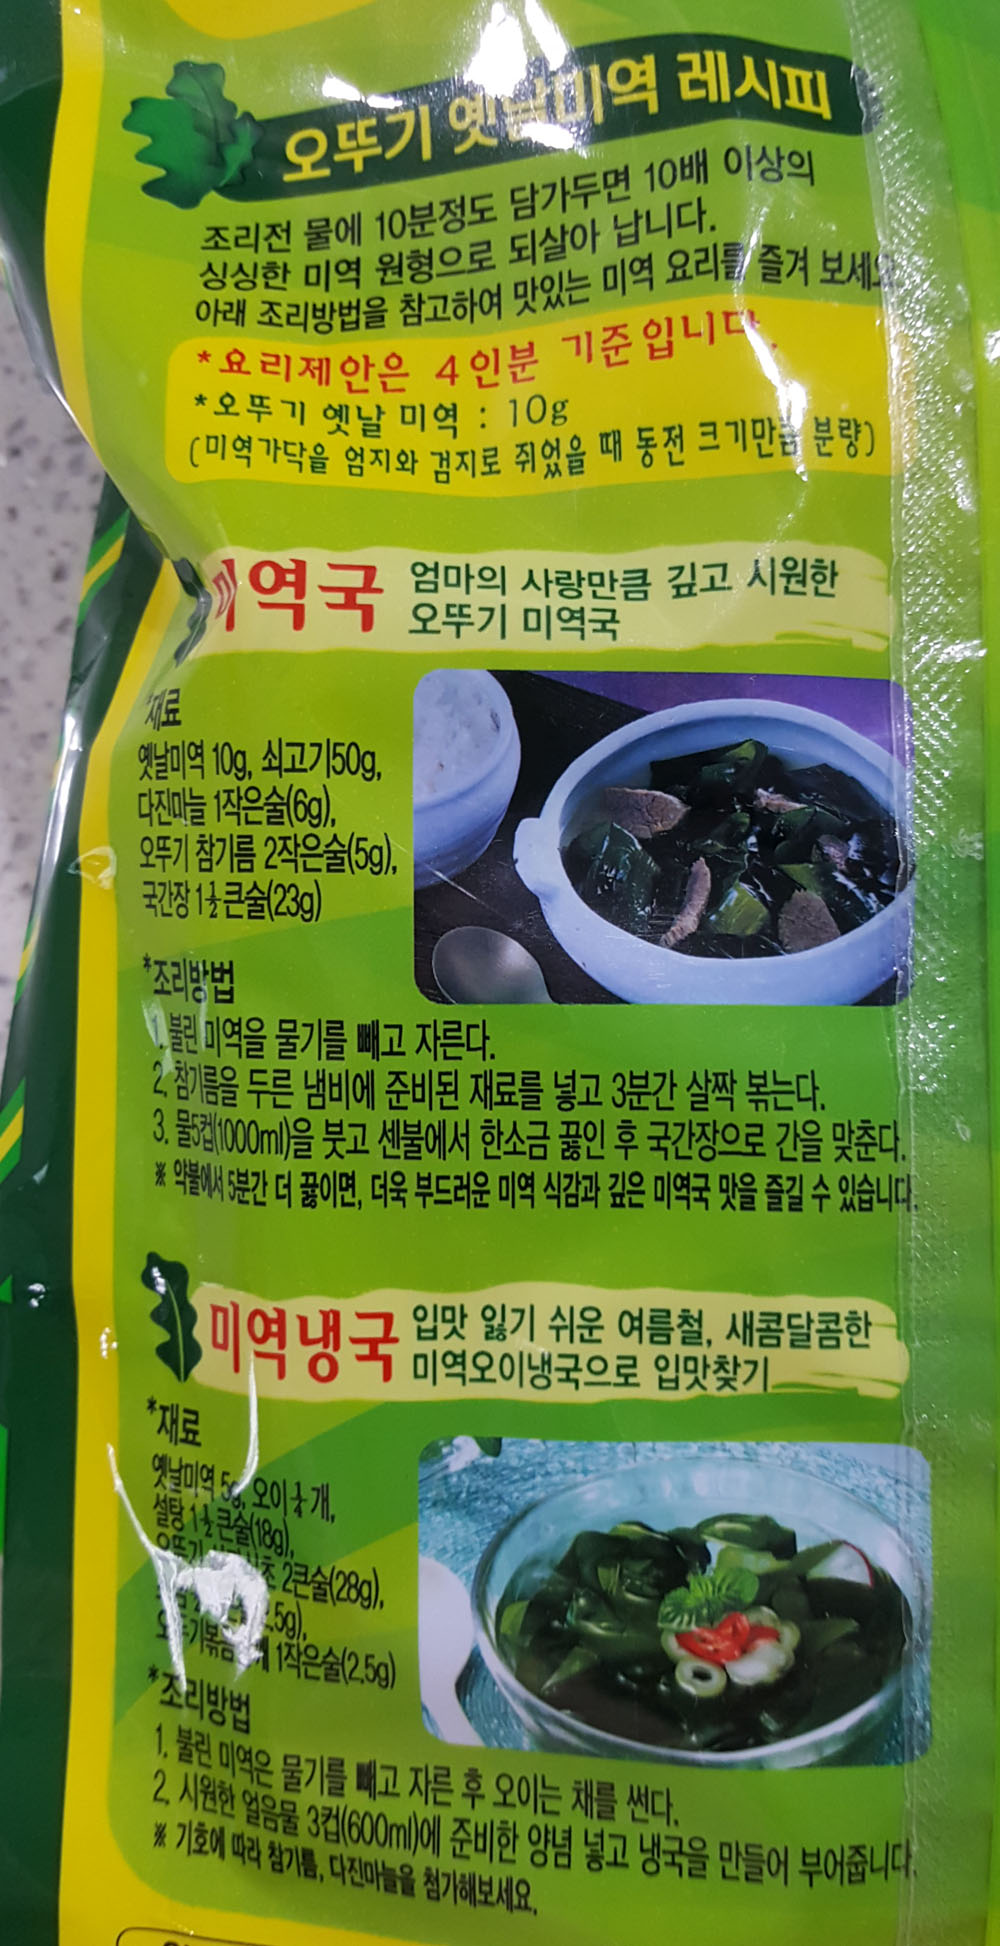 오뚜기 옛날미역 레시피
조리전 물에 10분정도 담가두면 10배 이상의
싱싱한 미역 원형으로 되살아 납니다.
아래 조리방법을 참고하여 맛있는 미역 요리를 즐겨 보세요
*요리제안은 4인분 기준입니다.
*오뚜기 옛날 미역 : 10g
(미역가닥을 엄지와 검지로 쥐었을 때 동전 크기만큼 분량)
미역국
엄마의 사랑만큼 깊고 시원한
오뚜기 미역국
*재료
옛날미역 10g, 쇠고기50g,
다진마늘 1작은술(6g),
오뚜기 참기름 2작은술(5g),
국간장 1½큰술(23g)
*조리방법
1. 불린 미역을 물기를 빼고 자른다.
2. 참기름을 두른 냄비에 준비된 재료를 넣고 3분간 살짝 볶는다.
3. 물5컵(1000ml)을 붓고 센불에서 한소금 끓인 후 국간장으로 간을 맞춘다.
※ 약불에서 5분간 더 끓이면, 더욱 부드러운 미역 식감과 깊은 미역국 맛을 즐길 수 있습니다.
미역냉국
입맛 잃기 쉬운 여름철, 새콤달콤한
미역오이냉국으로 입맛찾기
*재료
옛날미역 5g, 오이¼개,
설탕 1½큰술(18g),
오뚜기 2큰술(28g),
1작은술(2.5g)
*조리방법
1. 불린 미역은 물기를 빼고 자른 후 오이는 채를 썬다.
2. 시원한 얼음물 3컵(600ml)에 준비한 양념 넣고 냉국을 만들어 부어줍니다.
※ 기호에 따라 참기름, 다진마늘을 첨가해보세요.